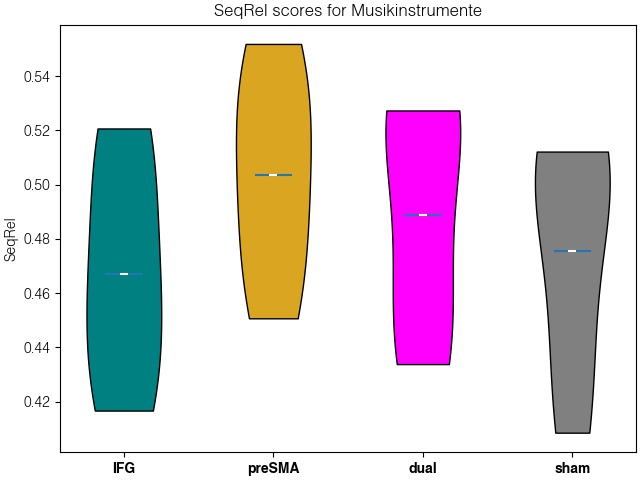 SeqRel scores for Musikinstrumente
SeqRel
0.54
0.52
0.50
0.48
0.46
0.44
0.42
IFG
preSMA
dual
sham